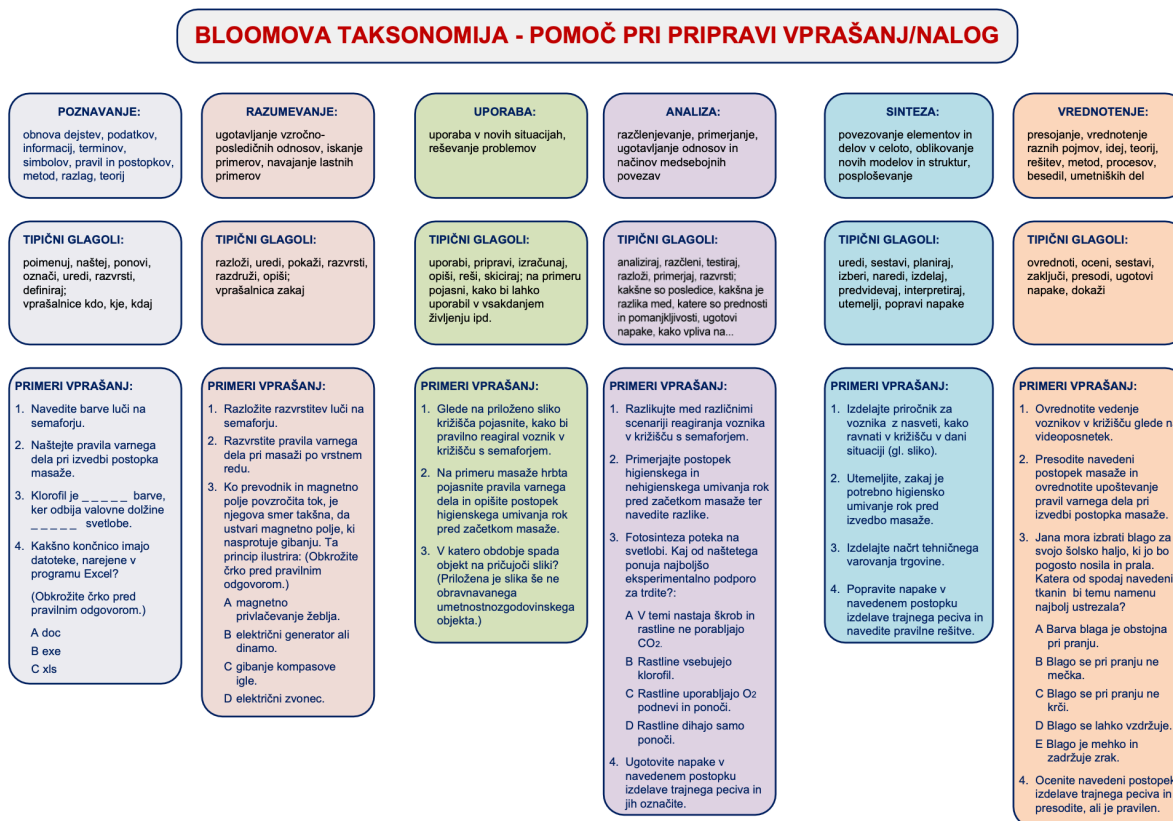 BLOOMOVA TAKSONOMIJA - POMOČ PRI PRIPRAVI VPRAŠANJ/NALOG
POZNAVANJE:
obnova dejstev, podatkov,
informacij, terminov,
simbolov, pravil in postopkov,
metod, razlag, teorij
RAZUMEVANJE:
ugotavljanje vzročno-
posledičnih odnosov, iskanje
primerov, navajanje lastnih
primerov
UPORABA:
uporaba v novih situacijah,
reševanje problemov
ANALIZA:
razčlenjevanje, primerjanje,
ugotavljanje odnosov in
načinov medsebojnih
povezav
SINTEZA:
povezovanje elementov in
delov v celoto, oblikovanje
novih modelov in struktur,
posploševanje
VREDNOTENJE:
presojanje, vrednotenje
raznih pojmov, idej, teorij,
rešitev, metod, procesov,
besedil, umetniških del
TIPIČNI GLAGOLI:
poimenuj, naštej, ponovi,
označi, uredi, razvrsti,
definiraj;
vprašalnice kdo, kje, kdaj
TIPIČNI GLAGOLI:
razloži, uredi, pokaži, razvrsti,
razdruži, opiši;
vprašalnica zakaj
TIPIČNI GLAGOLI:
uporabi, pripravi, izračunaj,
opiši, reši, skiciraj; na primeru
pojasni, kako bi lahko
uporabil v vsakdanjem
življenju ipd.
TIPIČNI GLAGOLI:
analiziraj, razčleni, testiraj,
razloži, primerjaj, razvrsti;
kakšne so posledice, kakšna je
razlika med, katere so prednosti
in pomanjkljivosti, ugotovi
napake, kako vpliva na...
TIPIČNI GLAGOLI:
uredi, sestavi, planiraj,
izberi, naredi, izdelaj,
predvidevaj, interpretiraj,
utemelji, popravi napake
TIPIČNI GLAGOLI:
ovrednoti, oceni, sestavi,
zaključi, presodi, ugotovi
napake, dokaži
PRIMERI VPRAŠANJ:
1. Navedite barve luči na
semaforju.
2. Naštejte pravila varnega
dela pri izvedbi postopka
masaže.
3. Klorofil je _ _ _ _ _ barve,
ker odbija valovne dolžine
_ _ _ _ _ svetlobe.
4. Kakšno končnico imajo
datoteke, narejene v
programu Excel?
(Obkrožite črko pred
pravilnim odgovorom.)
A doc
B exe
C xls
PRIMERI VPRAŠANJ:
1. Razložite razvrstitev luči na
semaforju.
2. Razvrstite pravila varnega
dela pri masaži po vrstnem
redu.
3. Ko prevodnik in magnetno
polje povzročita tok, je
njegova smer takšna, da
ustvari magnetno polje, ki
nasprotuje gibanju. Ta
princip ilustrira: (Obkrožite
črko pred pravilnim
odgovorom.)
A magnetno
privlačevanje žeblja.
B električni generator ali
dinamo.
C gibanje kompasove
igle.
D električni zvonec.
PRIMERI VPRAŠANJ:
1. Glede na priloženo sliko
križišča pojasnite, kako bi
pravilno reagiral voznik v
križišču s semaforjem.
2. Na primeru masaže hrbta
pojasnite pravila varnega
dela in opišite postopek
higienskega umivanja rok
pred začetkom masaže.
3. V katero obdobje spada
objekt na pričujoči sliki?
(Priložena je slika še ne
obravnavanega
umetnostnozgodovinskega
objekta.)
PRIMERI VPRAŠANJ:
1. Razlikujte med različnimi
scenariji reagiranja voznika
v križišču s semaforjem.
2. Primerjajte postopek
higienskega in
nehigienskega umivanja rok
pred začetkom masaže ter
navedite razlike.
3. Fotosinteza poteka na
svetlobi. Kaj od naštetega
ponuja najboljšo
eksperimentalno podporo
za trdite?:
A V temi nastaja škrob in
rastline ne porabljajo
CO2.
B Rastline vsebujejo
klorofil.
C Rastline uporabljajo O2
podnevi in ponoči.
D Rastline dihajo samo
ponoči.
4. Ugotovite napake v
navedenem postopku
izdelave trajnega peciva in
jih označite.
PRIMERI VPRAŠANJ:
1. Izdelajte priročnik za
voznika z nasveti, kako
ravnati v križišču v dani
situaciji (gl. sliko).
2. Utemeljite, zakaj je
potrebno higiensko
umivanje rok pred
izvedbo masaže.
3. Izdelajte načrt tehničnega
varovanja trgovine.
4. Popravite napake v
navedenem postopku
izdelave trajnega peciva in
navedite pravilne rešitve.
PRIMERI VPRAŠANJ:
1. Ovrednotite vedenje
voznikov v križišču glede n
videoposnetek.
2. Presodite navedeni
postopek masaže in
ovrednotite upoštevanje
pravil varnega dela pri
izvedbi postopka masaže.
3. Jana mora izbrati blago za
svojo šolsko haljo, ki jo bo
pogosto nosila in prala.
Katera od spodaj navedeni
tkanin bi temu namenu
najbolj ustrezala?
A Barva blaga je obstojna
pri pranju.
B Blago se pri pranju ne
mečka.
C Blago se pri pranju ne
krči.
D Blago se lahko vzdržuje.
E Blago je mehko in
zadržuje zrak.
4. Ocenite navedeni postopek
izdelave trajnega peciva in
presodite, ali je pravilen.